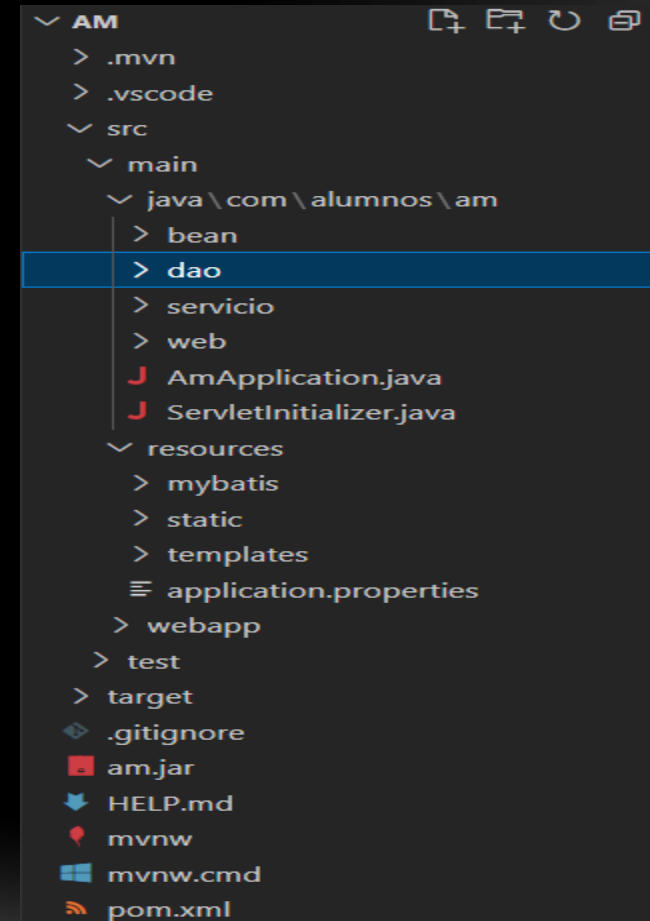 AM
.mvn
.vscode
src
main
java\com\alumnos\am
bean
dao
servicio
web
AmApplication.java
ServletInitializer.java
resources
mybatis
static
templates
application.properties
webapp
test
target
.gitignore
am.jar
HELP.md
mvnw
mvnw.cmd
pom.xml